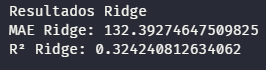 Resultados Ridge
MAE Ridge: 132.39274647509825
R² Ridge: 0.324240812634062